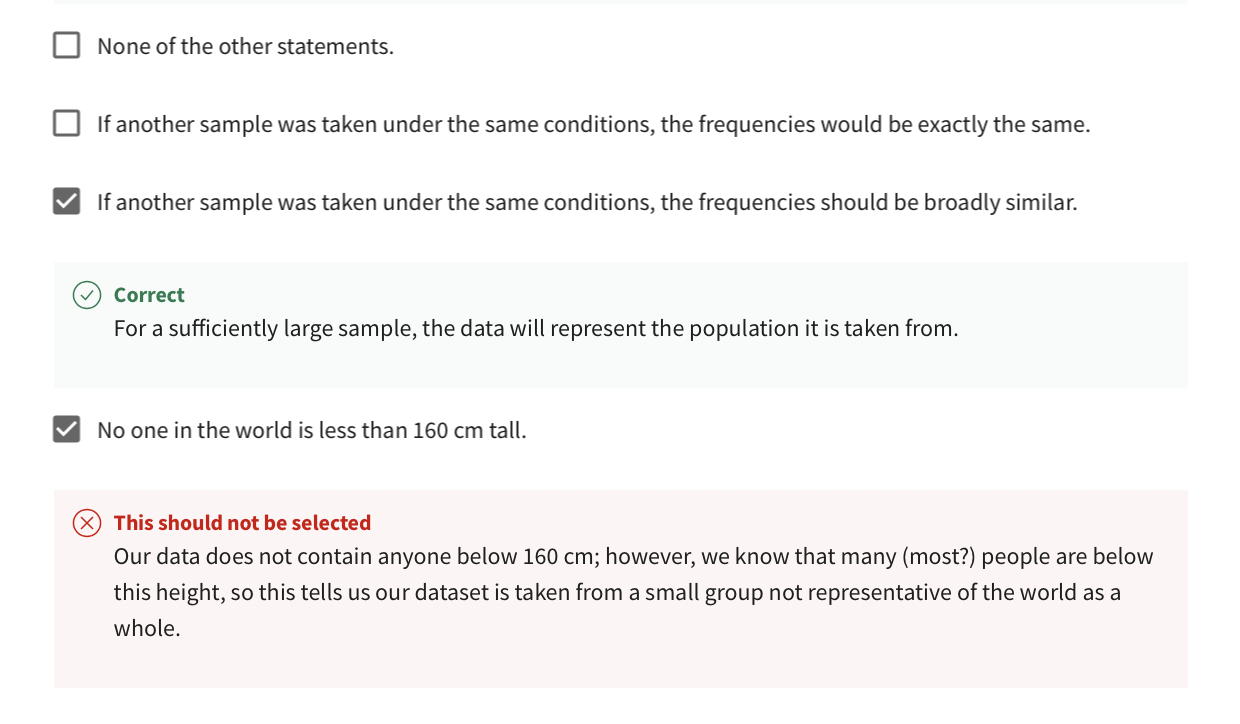 None of the other statements.
If another sample was taken under the same conditions, the frequencies would be exactly the same.
If another sample was taken under the same conditions, the frequencies should be broadly similar.
Correct
For a sufficiently large sample, the data will represent the population it is taken from.
No one in the world is less than 160 cm tall.
This should not be selected
Our data does not contain anyone below 160 cm; however, we know that many (most?) people are below
this height, so this tells us our dataset is taken from a small group not representative of the world as a
whole.